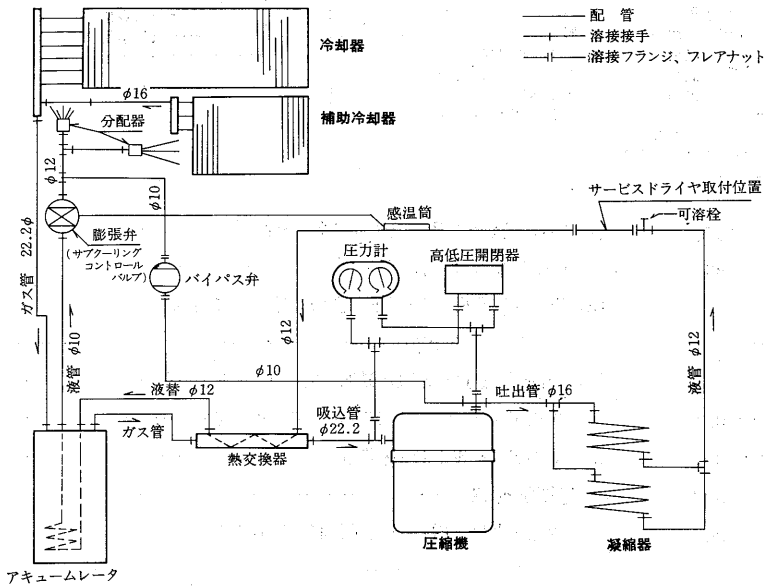 配 管
溶接接手
溶接フランジ、フレアナット
冷却器
φ16
補助冷却器
分配器
φ12
φ10
サービスドライヤ取付位置
可溶栓
感温筒
膨張弁
(サブクーリング
コントロール
バルブ)
ガス管 22.2φ
バイパス弁
圧力計
高低圧開閉器
液管 φ10
φ12
液管 φ12
φ10
液替 φ12
吐出管 φ16
ガス管
吸込管
φ22.2
熱交換器
圧縮機
凝縮器
アキュームレータ